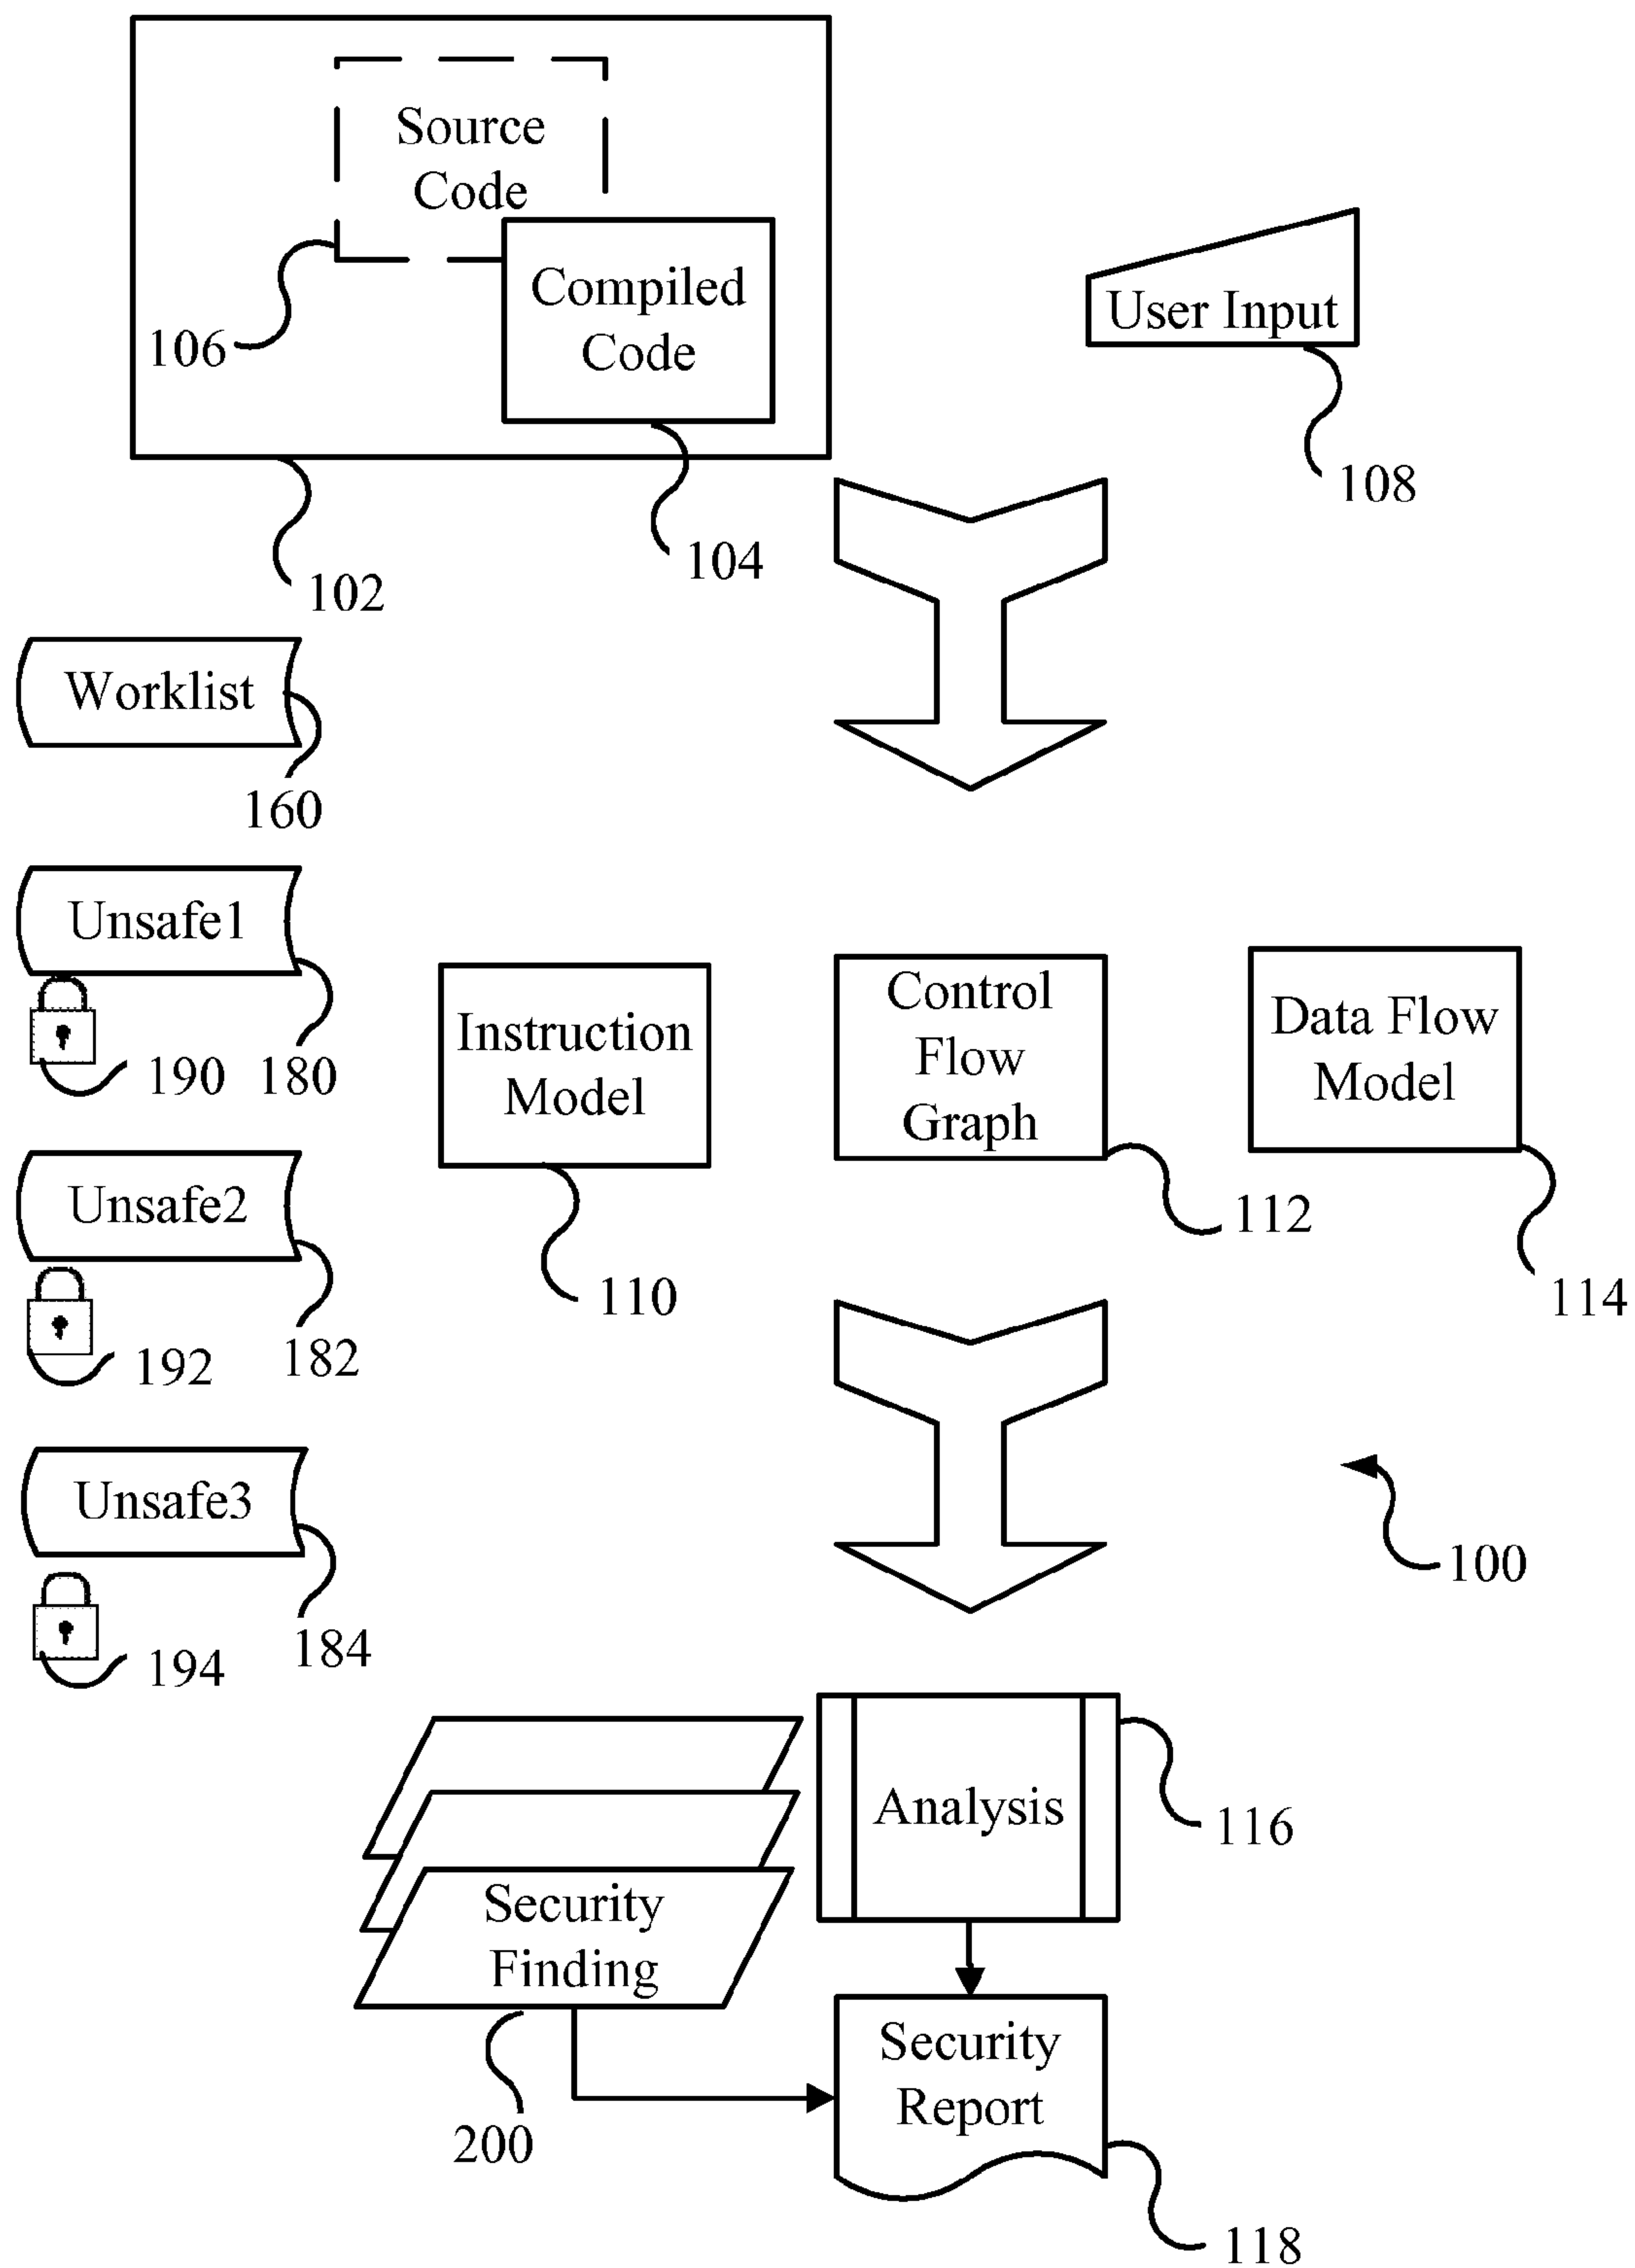 Source
Code
Compiled
Code
106
User Input
108
104
102
Worklist
160
Unsafe1
190
180
Instruction
Model
110
Control
Flow
Graph
112
Data Flow
Model
114
Unsafe2
192
182
Unsafe3
194
184
100
Analysis
116
Security
Finding
200
Security
Report
118